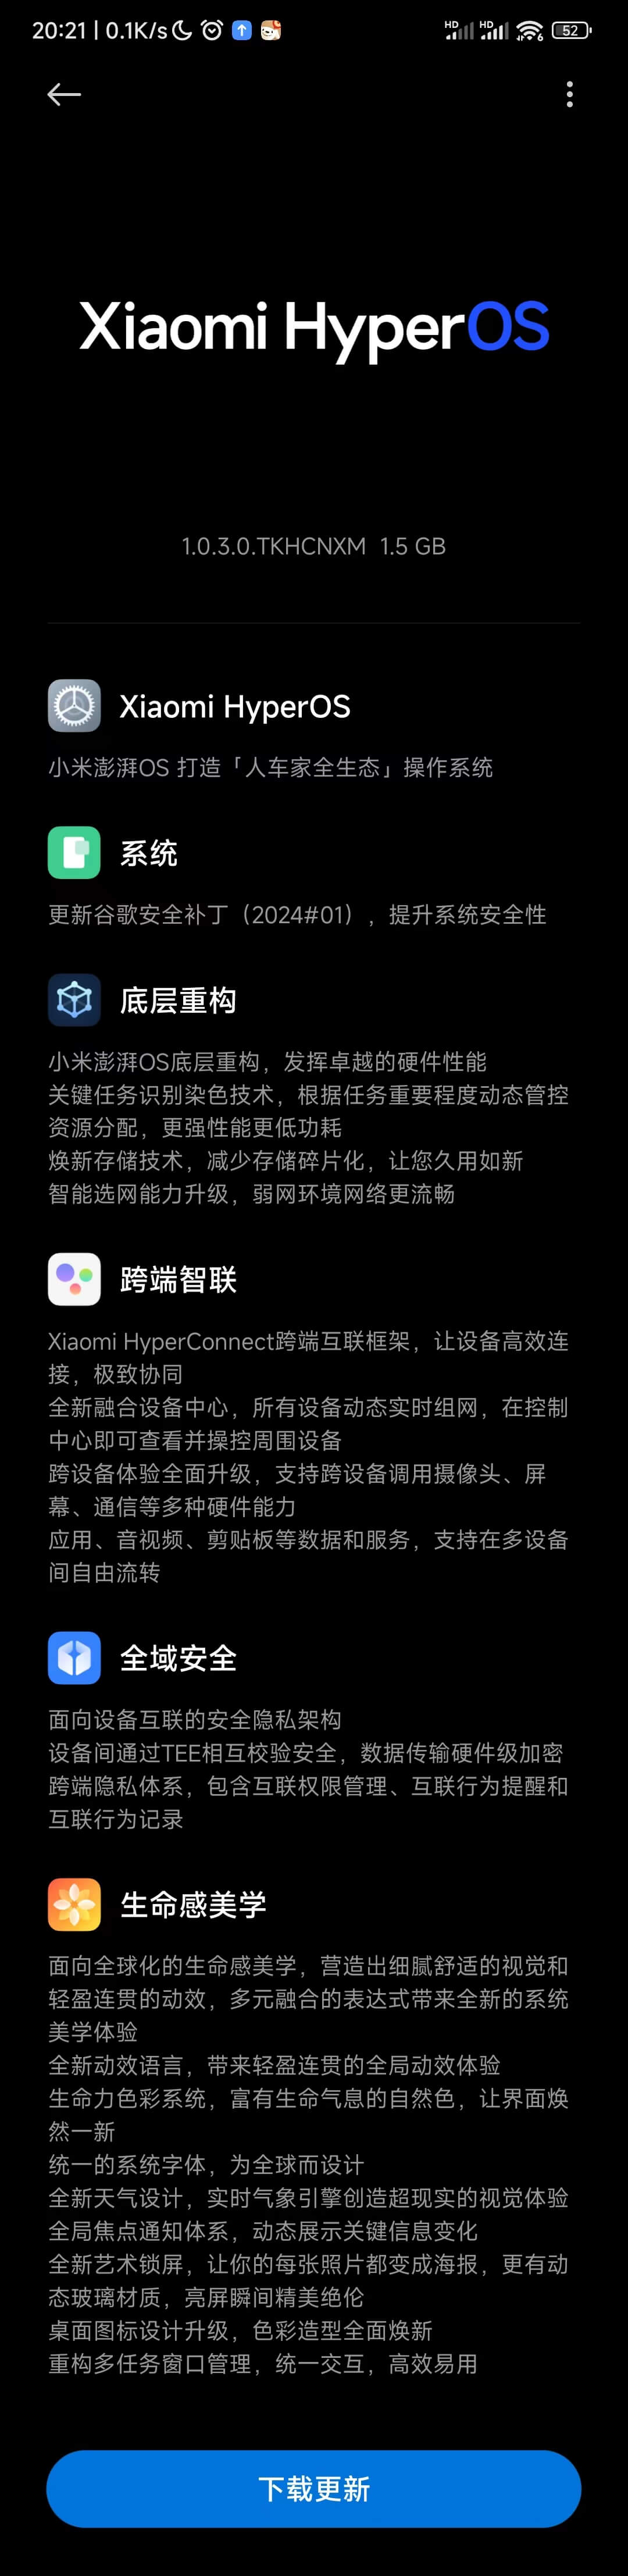 20:21 | 0.1K/s
HD HD 6 52
Xiaomi HyperOS
1.0.3.0.TKHCNXM 1.5 GB
Xiaomi HyperOS
小米澎湃OS 打造「人车家全生态」操作系统
系统
更新谷歌安全补丁（2024#01），提升系统安全性
底层重构
小米澎湃OS底层重构，发挥卓越的硬件性能
关键任务识别染色技术，根据任务重要程度动态管控
资源分配，更强性能更低功耗
焕新存储技术，减少存储碎片化，让您久用如新
智能选网能力升级，弱网环境网络更流畅
跨端智联
Xiaomi HyperConnect跨端互联框架，让设备高效连
接，极致协同
全新融合设备中心，所有设备动态实时组网，在控制
中心即可查看并操控周围设备
跨设备体验全面升级，支持跨设备调用摄像头、屏
幕、通信等多种硬件能力
应用、音视频、剪贴板等数据和服务，支持在多设备
间自由流转
全域安全
面向设备互联的安全隐私架构
设备间通过TEE相互校验安全，数据传输硬件级加密
跨端隐私体系，包含互联权限管理、互联行为提醒和
互联行为记录
生命感美学
面向全球化的生命感美学，营造出细腻舒适的视觉和
轻盈连贯的动效，多元融合的表达式带来全新的系统
美学体验
全新动效语言，带来轻盈连贯的全局动效体验
生命力色彩系统，富有生命气息的自然色，让界面焕
然一新
统一的系统字体，为全球而设计
全新天气设计，实时气象引擎创造超现实的视觉体验
全局焦点通知体系，动态展示关键信息变化
全新艺术锁屏，让你的每张照片都变成海报，更有动
态玻璃材质，亮屏瞬间精美绝伦
桌面图标设计升级，色彩造型全面焕新
重构多任务窗口管理，统一交互，高效易用
下载更新